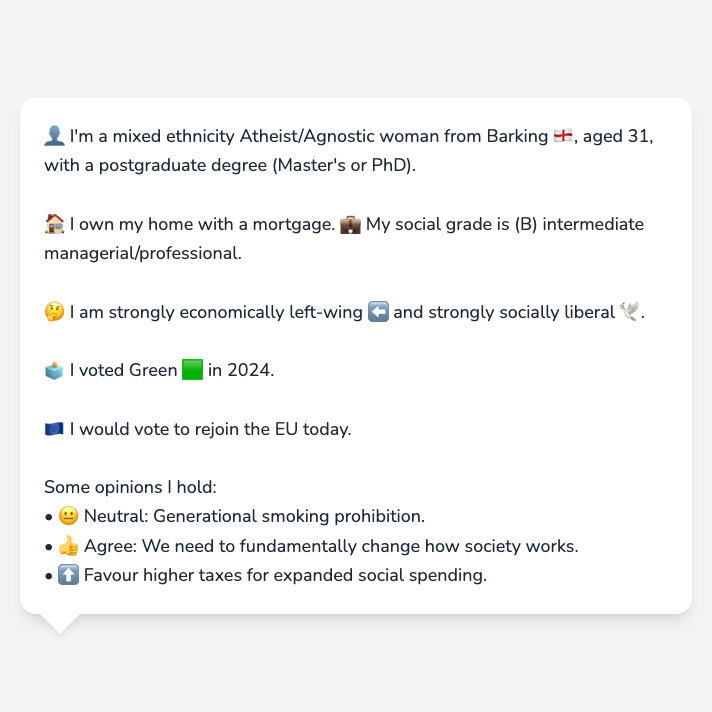 👤 I'm a mixed ethnicity Atheist/Agnostic woman from Barking 🏴󠁧󠁢󠁥󠁮󠁧󠁿, aged 31,
with a postgraduate degree (Master's or PhD).
🏠 I own my home with a mortgage. 💼 My social grade is (B) intermediate
managerial/professional.
🤔 I am strongly economically left-wing ⬅️ and strongly socially liberal 🕊️.
🗳️ I voted Green 🟩 in 2024.
🇪🇺 I would vote to rejoin the EU today.
Some opinions I hold:
• 😐 Neutral: Generational smoking prohibition.
• 👍 Agree: We need to fundamentally change how society works.
• ⬆️ Favour higher taxes for expanded social spending.